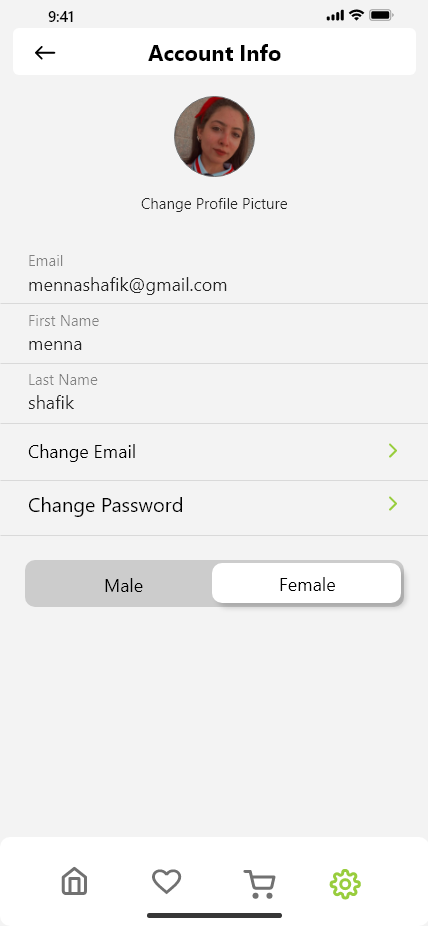 9:41
Account Info
Change Profile Picture
Email
mennashafik@gmail.com
First Name
menna
Last Name
shafik
Change Email
Change Password
Male
Female